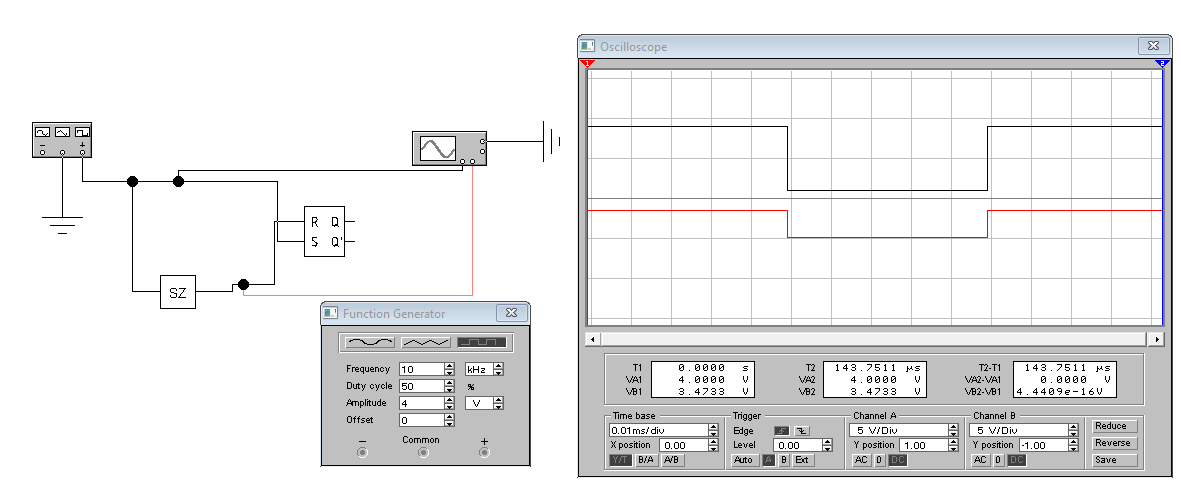 Oscilloscope
1
2
R Q
S Q'
SZ
Function Generator
Frequency 10 kHz
Duty cycle 50 %
Amplitude 4 V
Offset 0
− Common +
T1 0.0000 s
VA1 4.0000 V
VB1 3.4733 V
T2 143.7511 µs
VA2 4.0000 V
VB2 3.4733 V
T2-T1 143.7511 µs
VA2-VA1 0.0000 V
VB2-VB1 4.4409e-16V
Time base
0.01ms/div
X position 0.00
Y/T B/A A/B
Trigger
Edge
Level 0.00
Auto A B Ext
Channel A
5 V/Div
Y position 1.00
AC 0 DC
Channel B
5 V/Div
Y position -1.00
AC 0 DC
Reduce
Reverse
Save